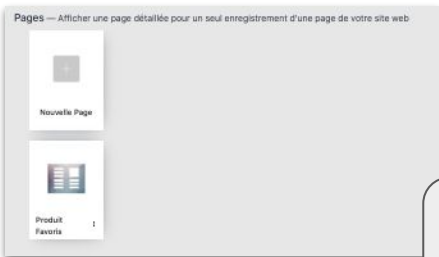 Pages — Afficher une page détaillée pour un seul enregistrement d'une page de votre site web
Nouvelle Page
Produit
Favoris